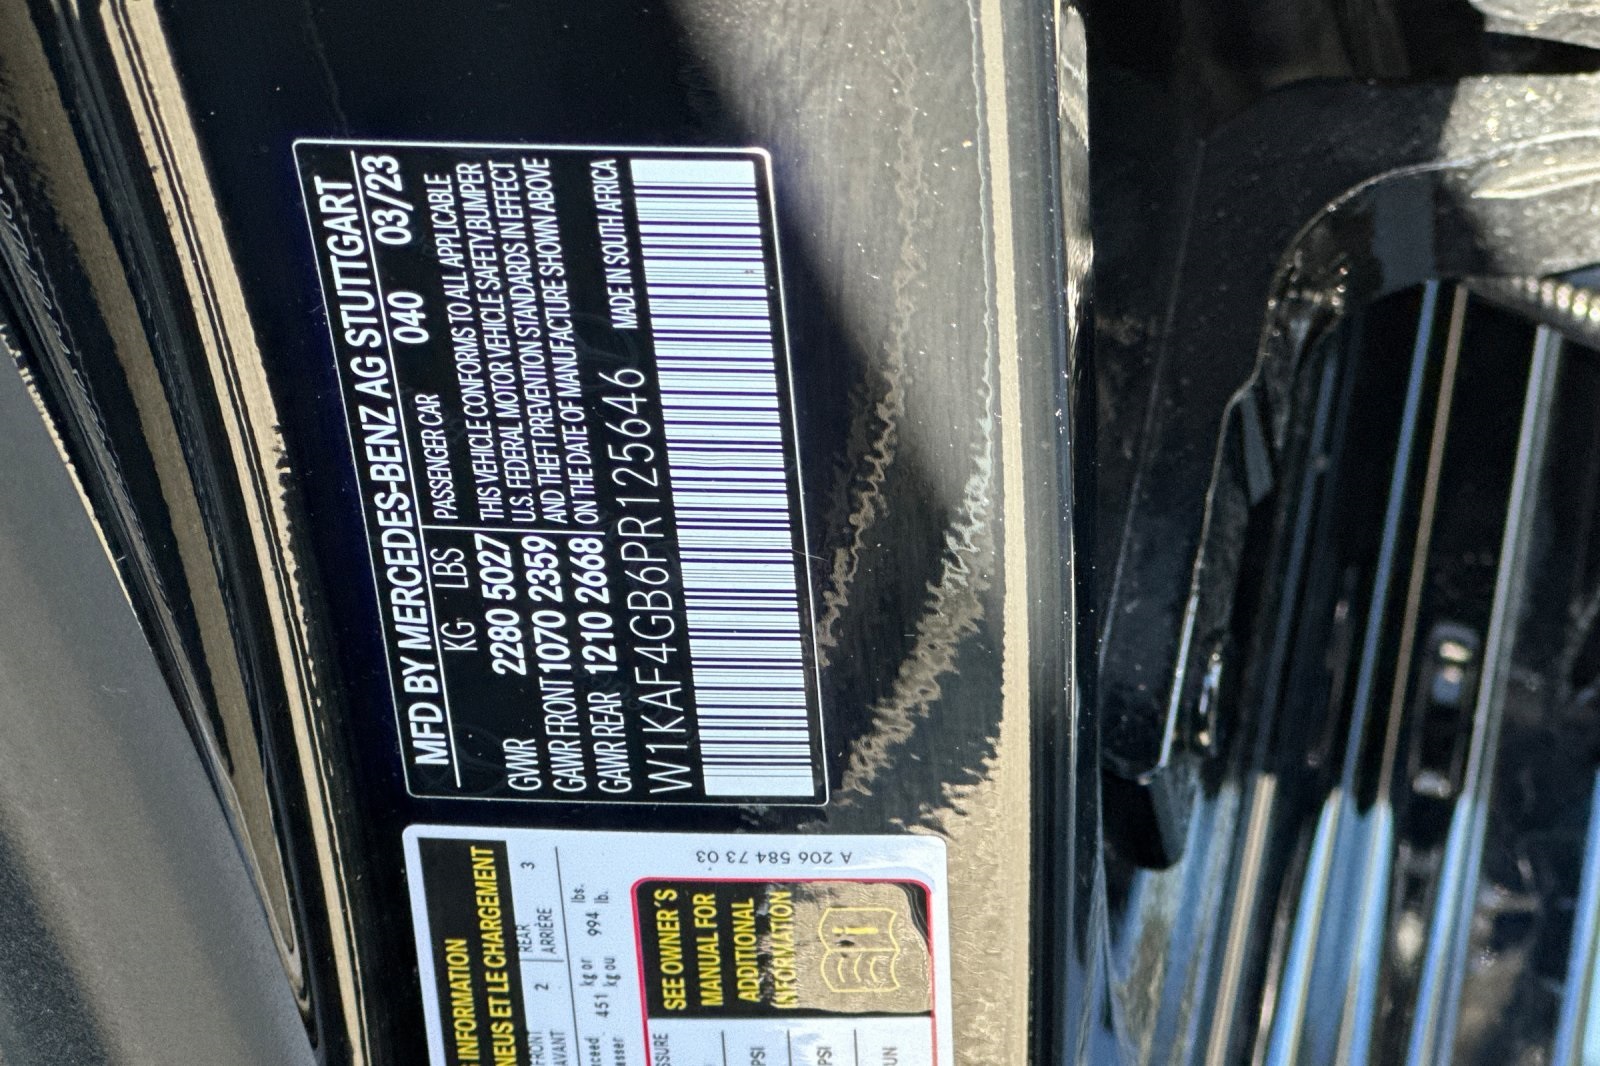 MFD BY MERCEDES-BENZ AG STUTTGART
KG LBS PASSENGER CAR 040 03/23
GWR 2280 5027
GAWR FRONT 1070 2359
GAWR REAR 1210 2668
THIS VEHICLE CONFORMS TO ALL APPLICABLE
U.S. FEDERAL MOTOR VEHICLE SAFETY, BUMPER
AND THEFT PREVENTION STANDARDS IN EFFECT
ON THE DATE OF MANUFACTURE SHOWN ABOVE
W1KAF4GB6PR125646 MADE IN SOUTH AFRICA
INFORMATION
NEUS ET LE CHARGEMENT
FRONT 2 REAR 3
AVANT ARRIÈRE
kg or lbs.
451 994
kg ou lb.
SEE OWNER'S
MANUAL FOR
ADDITIONAL
INFORMATION
PSI
PSI
A 206 584 73 03